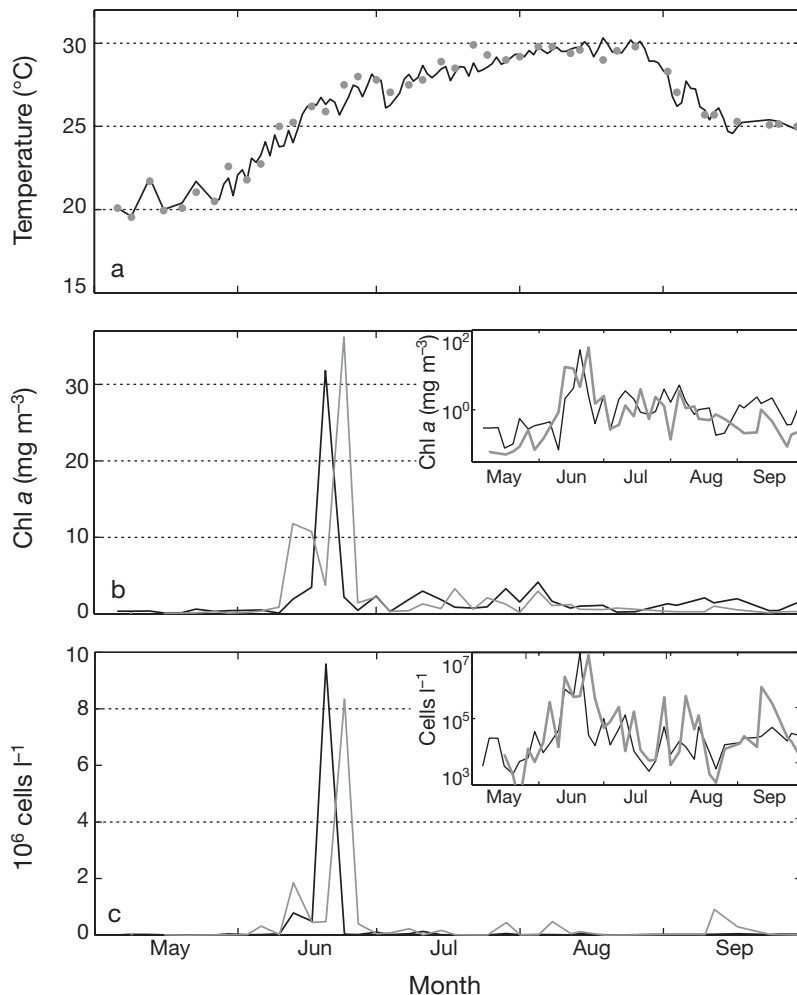 30
25
20
15
Temperature (°C)
a
30
20
10
0
Chl a (mg m–3)
b
10²
10⁰
Chl a (mg m–3)
May Jun Jul Aug Sep
10
8
6
4
2
0
10⁶ cells l–1
c
10⁷
10⁵
10³
Cells l–1
May Jun Jul Aug Sep
May Jun Jul Aug Sep
Month